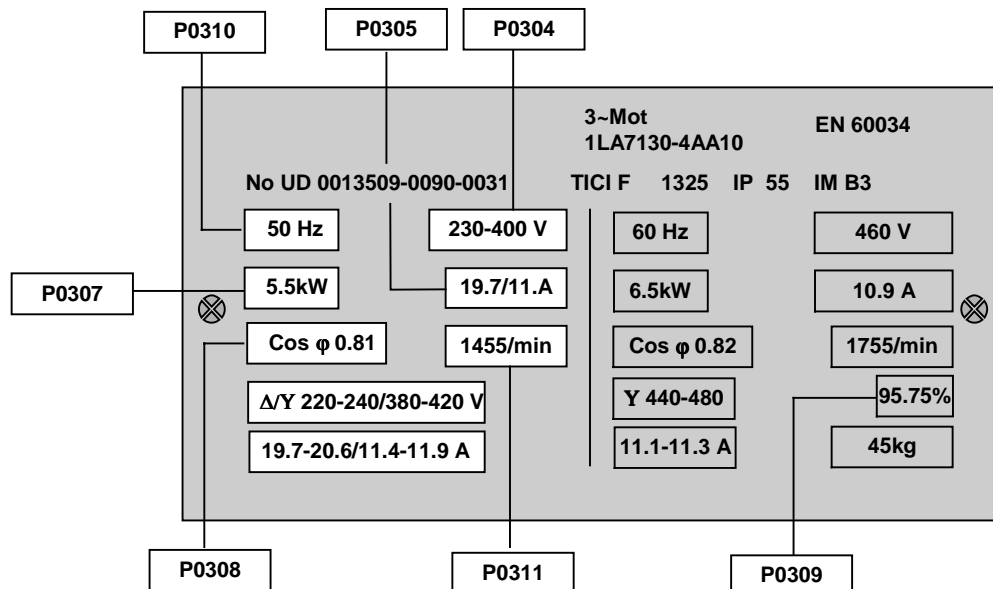 P0310
P0305
P0304
3~Mot
1LA7130-4AA10
EN 60034
No UD 0013509-0090-0031
TICI F 1325 IP 55 IM B3
50 Hz
230-400 V
60 Hz
460 V
P0307
5.5kW
19.7/11.A
6.5kW
10.9 A
Cos φ 0.81
1455/min
Cos φ 0.82
1755/min
Δ/Y 220-240/380-420 V
Y 440-480
95.75%
19.7-20.6/11.4-11.9 A
11.1-11.3 A
45kg
P0308
P0311
P0309